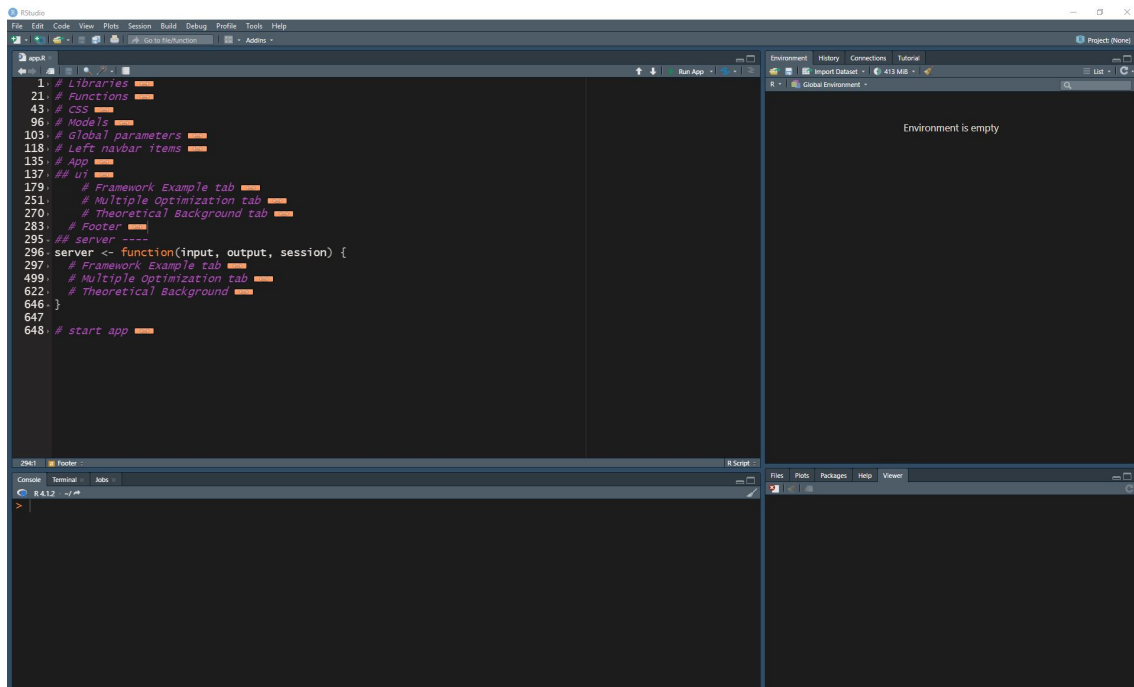 RStudio
File Edit Code View Plots Session Build Debug Profile Tools Help
Go to file/function Addins
Project: (None)
app.R
Run App
1 # Libraries
21 # Functions
43 # CSS
96 # Models
103 # Global parameters
118 # Left navbar items
135 # App
137 ## ui
179 # Framework Example tab
251 # Multiple Optimization tab
270 # Theoretical Background tab
283 # Footer
295 ## server ----
296 server <- function(input, output, session) {
297 # Framework Example tab
499 # Multiple Optimization tab
622 # Theoretical Background
646 }
647
648 # start app
294:1 Footer
R Script
Console Terminal Jobs
R 4.1.2 · ~/
>
Environment History Connections Tutorial
Import Dataset 413 MiB
List
R Global Environment
Environment is empty
Files Plots Packages Help Viewer